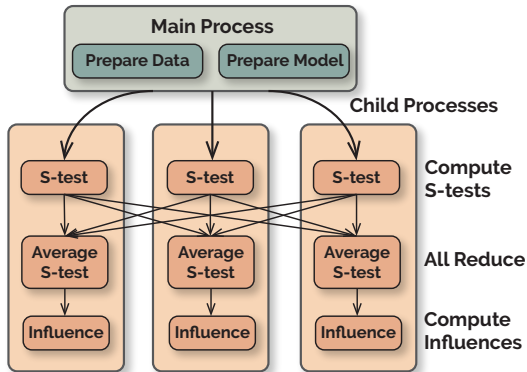 Main Process
Prepare Data
Prepare Model
Child Processes
S-test
S-test
S-test
Compute
S-tests
Average
S-test
Average
S-test
Average
S-test
All Reduce
Influence
Influence
Influence
Compute
Influences